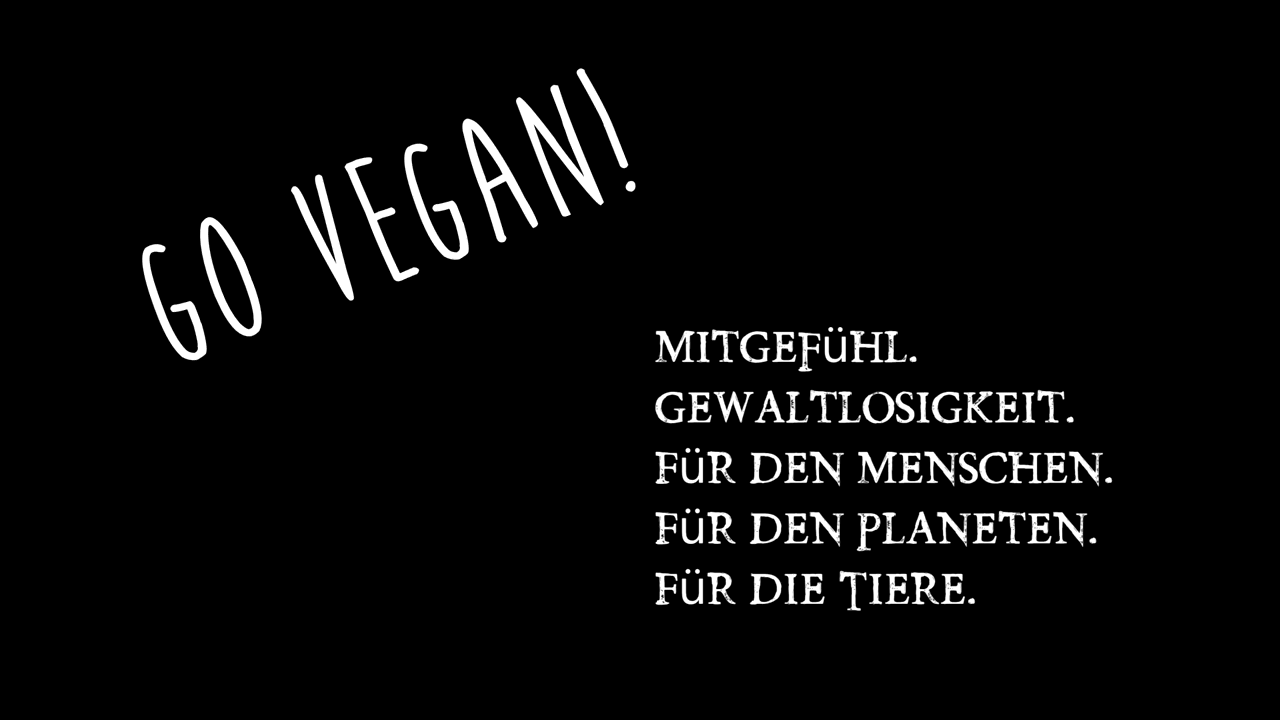 GO VEGAN!
MITGEFÜHL.
GEWALTLOSIGKEIT.
FÜR DEN MENSCHEN.
FÜR DEN PLANETEN.
FÜR DIE TIERE.